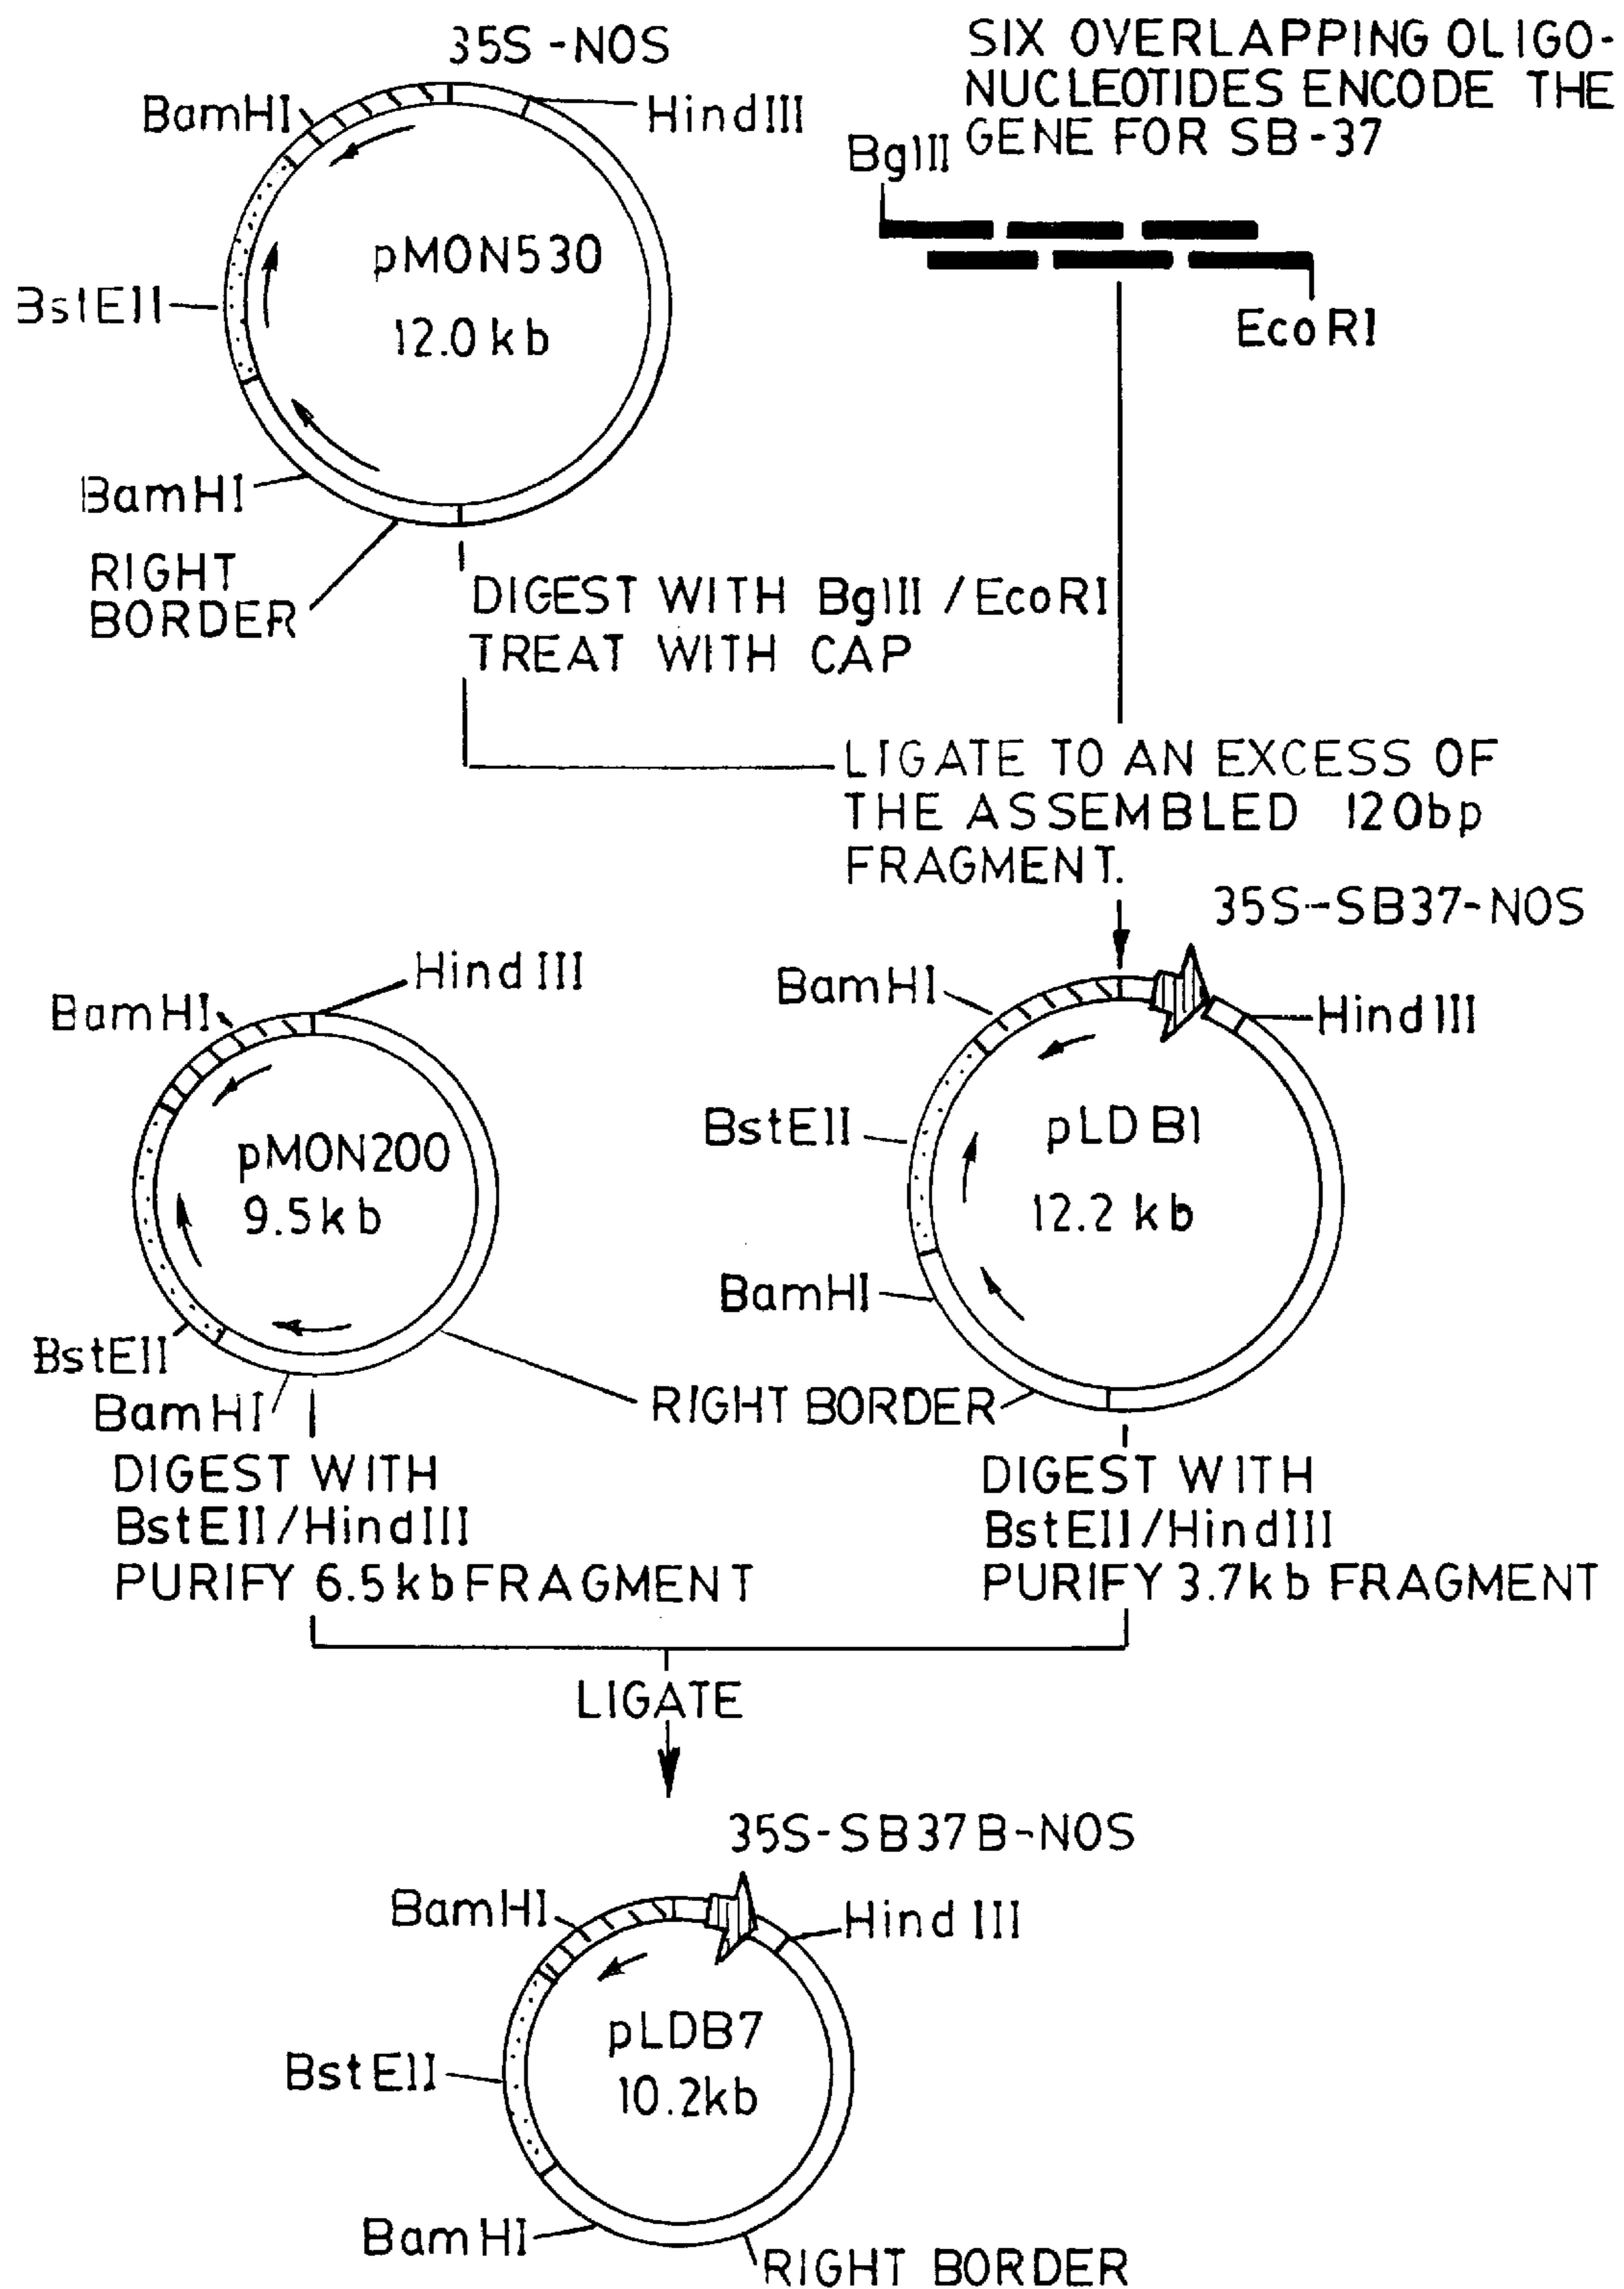 35S-NOS
BamHI
HindIII
pMON530
12.0 kb
BstEII
BamHI
RIGHT
BORDER
SIX OVERLAPPING OLIGO-
NUCLEOTIDES ENCODE THE
GENE FOR SB-37
BglII
EcoRI
DIGEST WITH BglII / EcoRI
TREAT WITH CAP
LIGATE TO AN EXCESS OF
THE ASSEMBLED 120bp
FRAGMENT.
35S-SB37-NOS
BamHI
Hind III
pMON200
9.5kb
BstEII
BamHI
BamHI
Hind III
BstEII
pLDB1
12.2 kb
BamHI
RIGHT BORDER
DIGEST WITH
BstEII/HindIII
PURIFY 6.5kb FRAGMENT
DIGEST WITH
BstEII/HindIII
PURIFY 3.7kb FRAGMENT
LIGATE
35S-SB37B-NOS
BamHI
Hind III
pLDB7
10.2kb
BstEII
BamHI
RIGHT BORDER